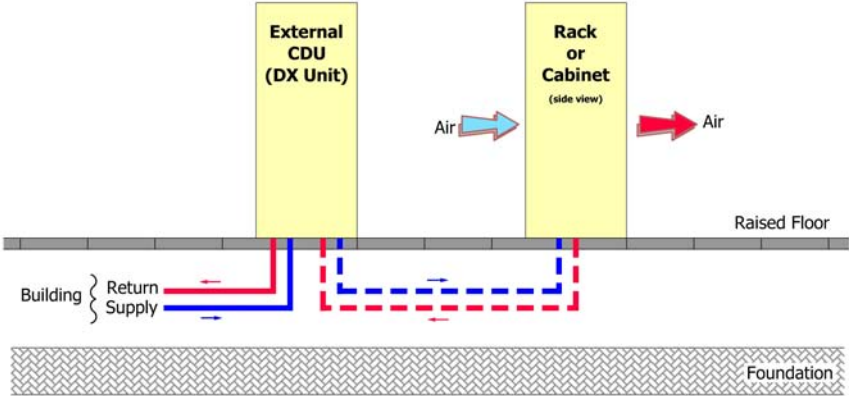 External
CDU
(DX Unit)
Rack
or
Cabinet
(side view)
Air
Air
Raised Floor
Building
Return
Supply
Foundation